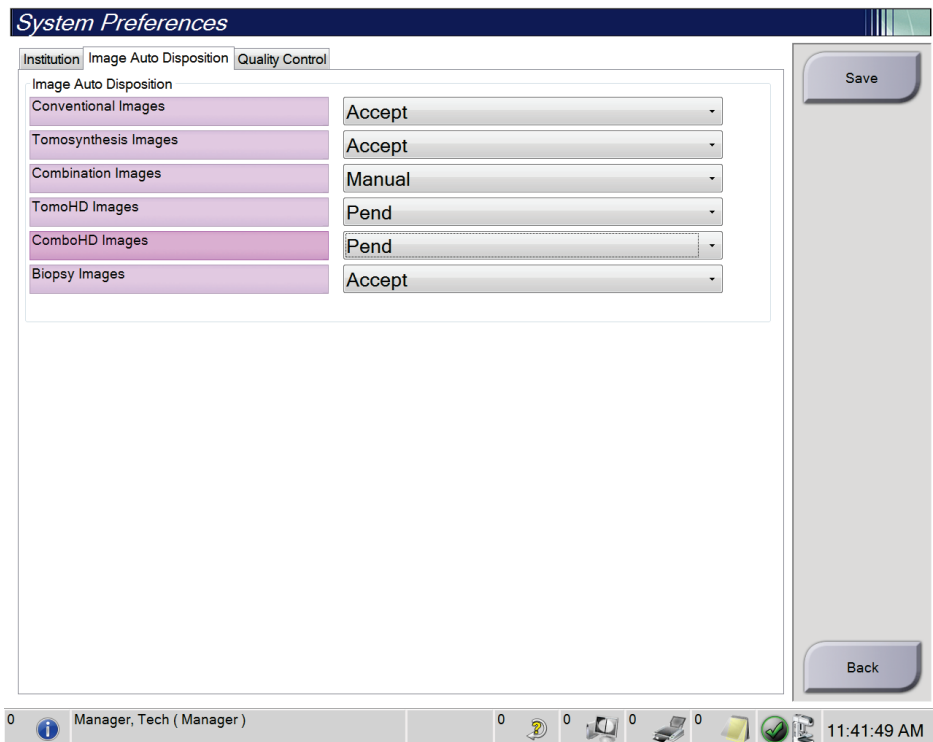 System Preferences
Institution Image Auto Disposition Quality Control
Save
Image Auto Disposition
Conventional Images Accept
Tomosynthesis Images Accept
Combination Images Manual
TomoHD Images Pend
ComboHD Images Pend
Biopsy Images Accept
Back
0 Manager, Tech ( Manager ) 0 0 0 0 11:41:49 AM